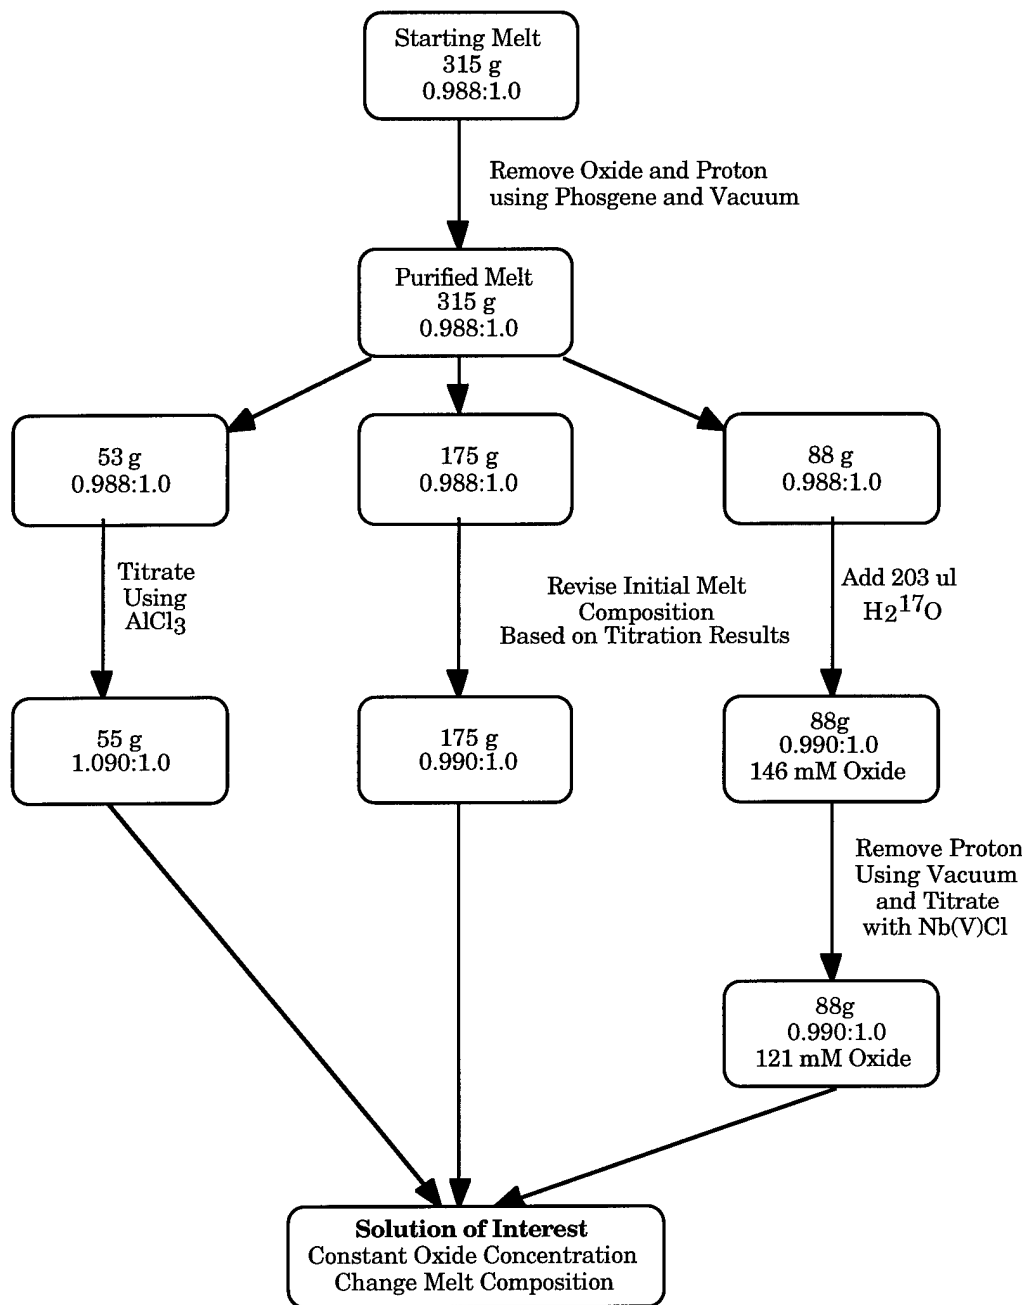 Starting Melt
315 g
0.988:1.0
Remove Oxide and Proton
using Phosgene and Vacuum
Purified Melt
315 g
0.988:1.0
53 g
0.988:1.0
175 g
0.988:1.0
88 g
0.988:1.0
Titrate
Using
AlCl3
Revise Initial Melt
Composition
Based on Titration Results
Add 203 ul
H217O
55 g
1.090:1.0
175 g
0.990:1.0
88g
0.990:1.0
146 mM Oxide
Remove Proton
Using Vacuum
and Titrate
with Nb(V)Cl
88g
0.990:1.0
121 mM Oxide
Solution of Interest
Constant Oxide Concentration
Change Melt Composition